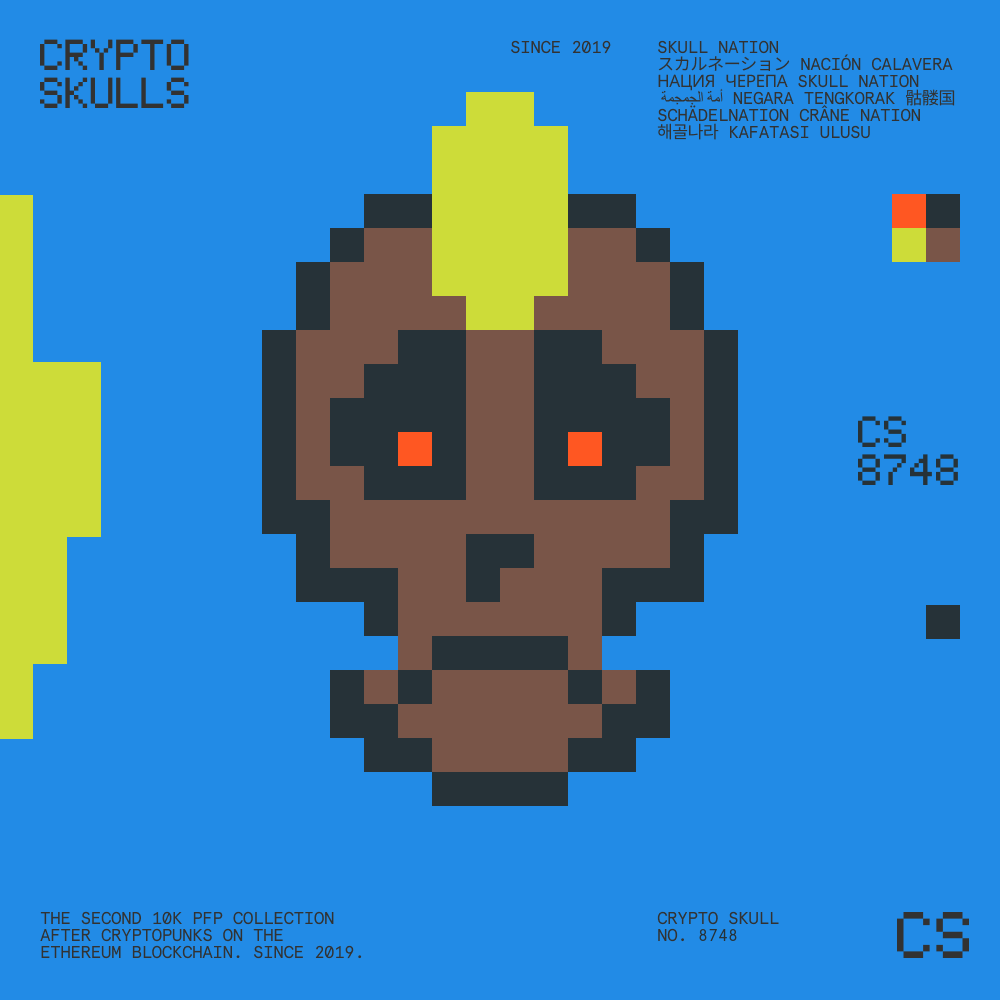 CRYPTO
SKULLS
SINCE 2019
SKULL NATION
スカルネーション NACIÓN CALAVERA
НАЦИЯ ЧЕРЕПА SKULL NATION
أمة الجمجمة NEGARA TENGKORAK 骷髅国
SCHÄDELNATION CRÂNE NATION
해골나라 KAFATASI ULUSU
CS
8748
THE SECOND 10K PFP COLLECTION
AFTER CRYPTOPUNKS ON THE
ETHEREUM BLOCKCHAIN. SINCE 2019.
CRYPTO SKULL
NO. 8748
CS